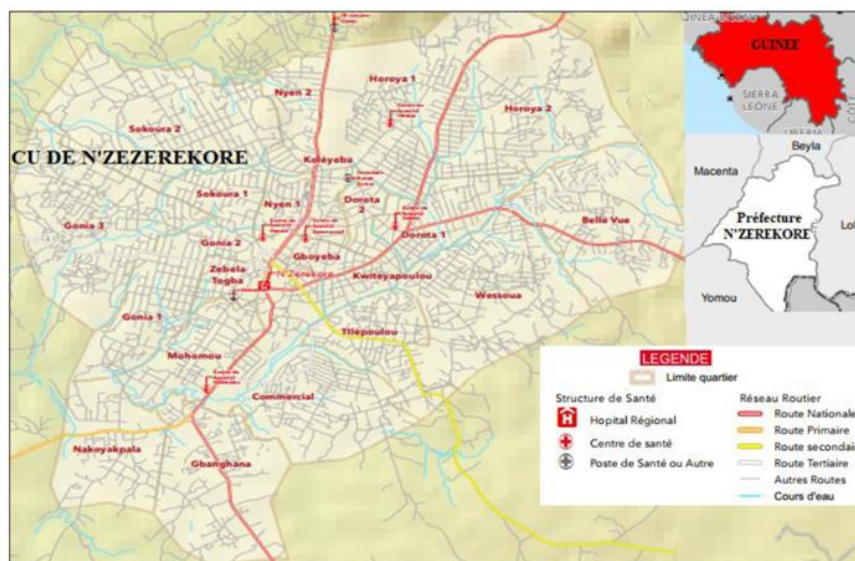 CU DE N'ZEZEREKORE
Nyen 2
Horoya 1
Horoya 2
Sokoura 2
Koléyeba
Sokoura 1
Nyen 1
Dorota
2
Gonia 3
Gonia 2
Dorota 1
Belle Vue
Gboyeba
Zebela
Togba
N'Zerekore
Kwiteyapoulou
Wessoua
Gonia 1
Tilepoulou
Mohomou
Commercial
Nakoyakpala
Gbanghana
GUINEE
SIERRA
LEONE
LIBERIA
Beyla
Macenta
Préfecture
N'ZEREKORE
Yomou
LEGENDE
Limite quartier
Structure de Santé
Hopital Régional
Centre de santé
Poste de Santé ou Autre
Réseau Routier
Route Nationale
Route Primaire
Route secondai
Route Tertiaire
Autres Routes
Cours d'eau